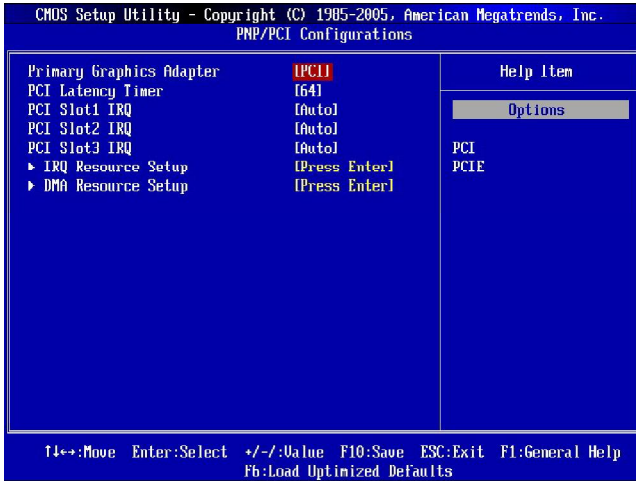 CMOS Setup Utility - Copyright (C) 1985-2005, American Megatrends, Inc.
PNP/PCI Configurations
Primary Graphics Adapter [PCI]
PCI Latency Timer [64]
PCI Slot1 IRQ [Auto]
PCI Slot2 IRQ [Auto]
PCI Slot3 IRQ [Auto]
▶ IRQ Resource Setup [Press Enter]
▶ DMA Resource Setup [Press Enter]
Help Item
Options
PCI
PCIE
↑↓←→:Move Enter:Select +/-/:Value F10:Save ESC:Exit F1:General Help
F6:Load Optimized Defaults